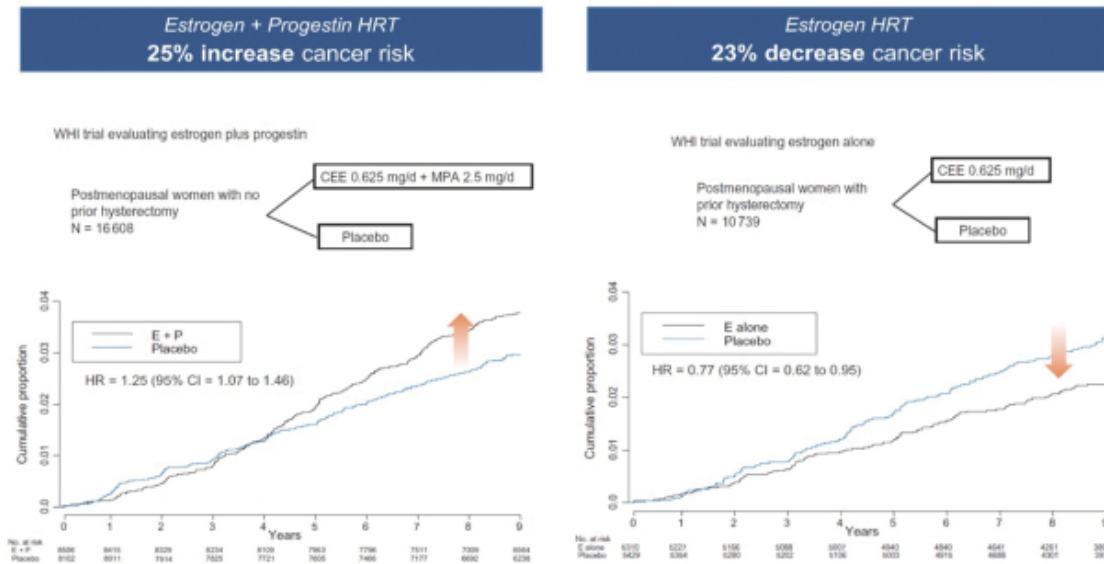 Estrogen + Progestin HRT
25% increase cancer risk
WHI trial evaluating estrogen plus progestin
Postmenopausal women with no
prior hysterectomy
N = 16608
CEE 0.625 mg/d + MPA 2.5 mg/d
Placebo
Cumulative proportion
0.04
0.03
0.02
0.01
0.0
E + P
Placebo
HR = 1.25 (95% CI = 1.07 to 1.46)
0 1 2 3 4 5 6 7 8 9
Years
No. at risk
E + P
Placebo
Estrogen HRT
23% decrease cancer risk
WHI trial evaluating estrogen alone
Postmenopausal women with
prior hysterectomy
N = 10739
CEE 0.625 mg/d
Placebo
Cumulative proportion
0.04
0.03
0.02
0.01
0.0
E alone
Placebo
HR = 0.77 (95% CI = 0.62 to 0.95)
0 1 2 3 4 5 6 7 8 9
Years
No. at risk
E alone
Placebo